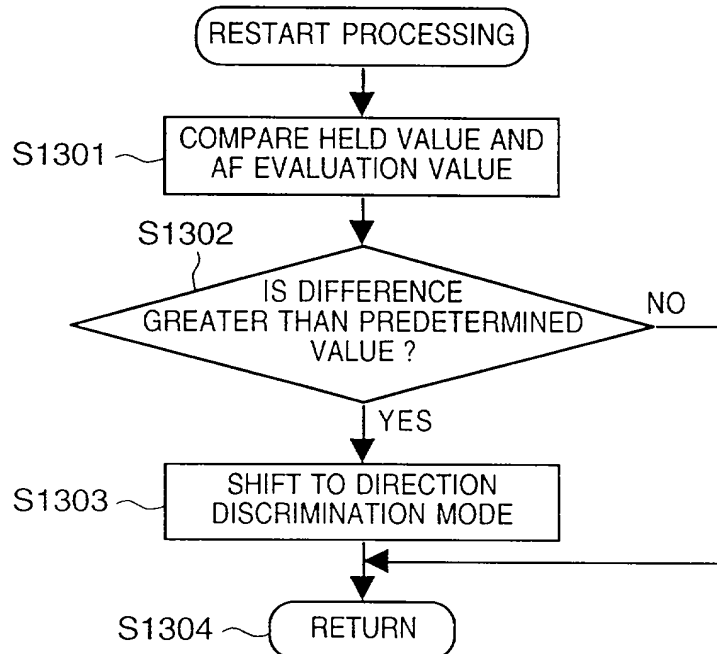 RESTART PROCESSING
S1301
COMPARE HELD VALUE AND
AF EVALUATION VALUE
S1302
IS DIFFERENCE
GREATER THAN PREDETERMINED
VALUE ?
NO
YES
S1303
SHIFT TO DIRECTION
DISCRIMINATION MODE
S1304
RETURN